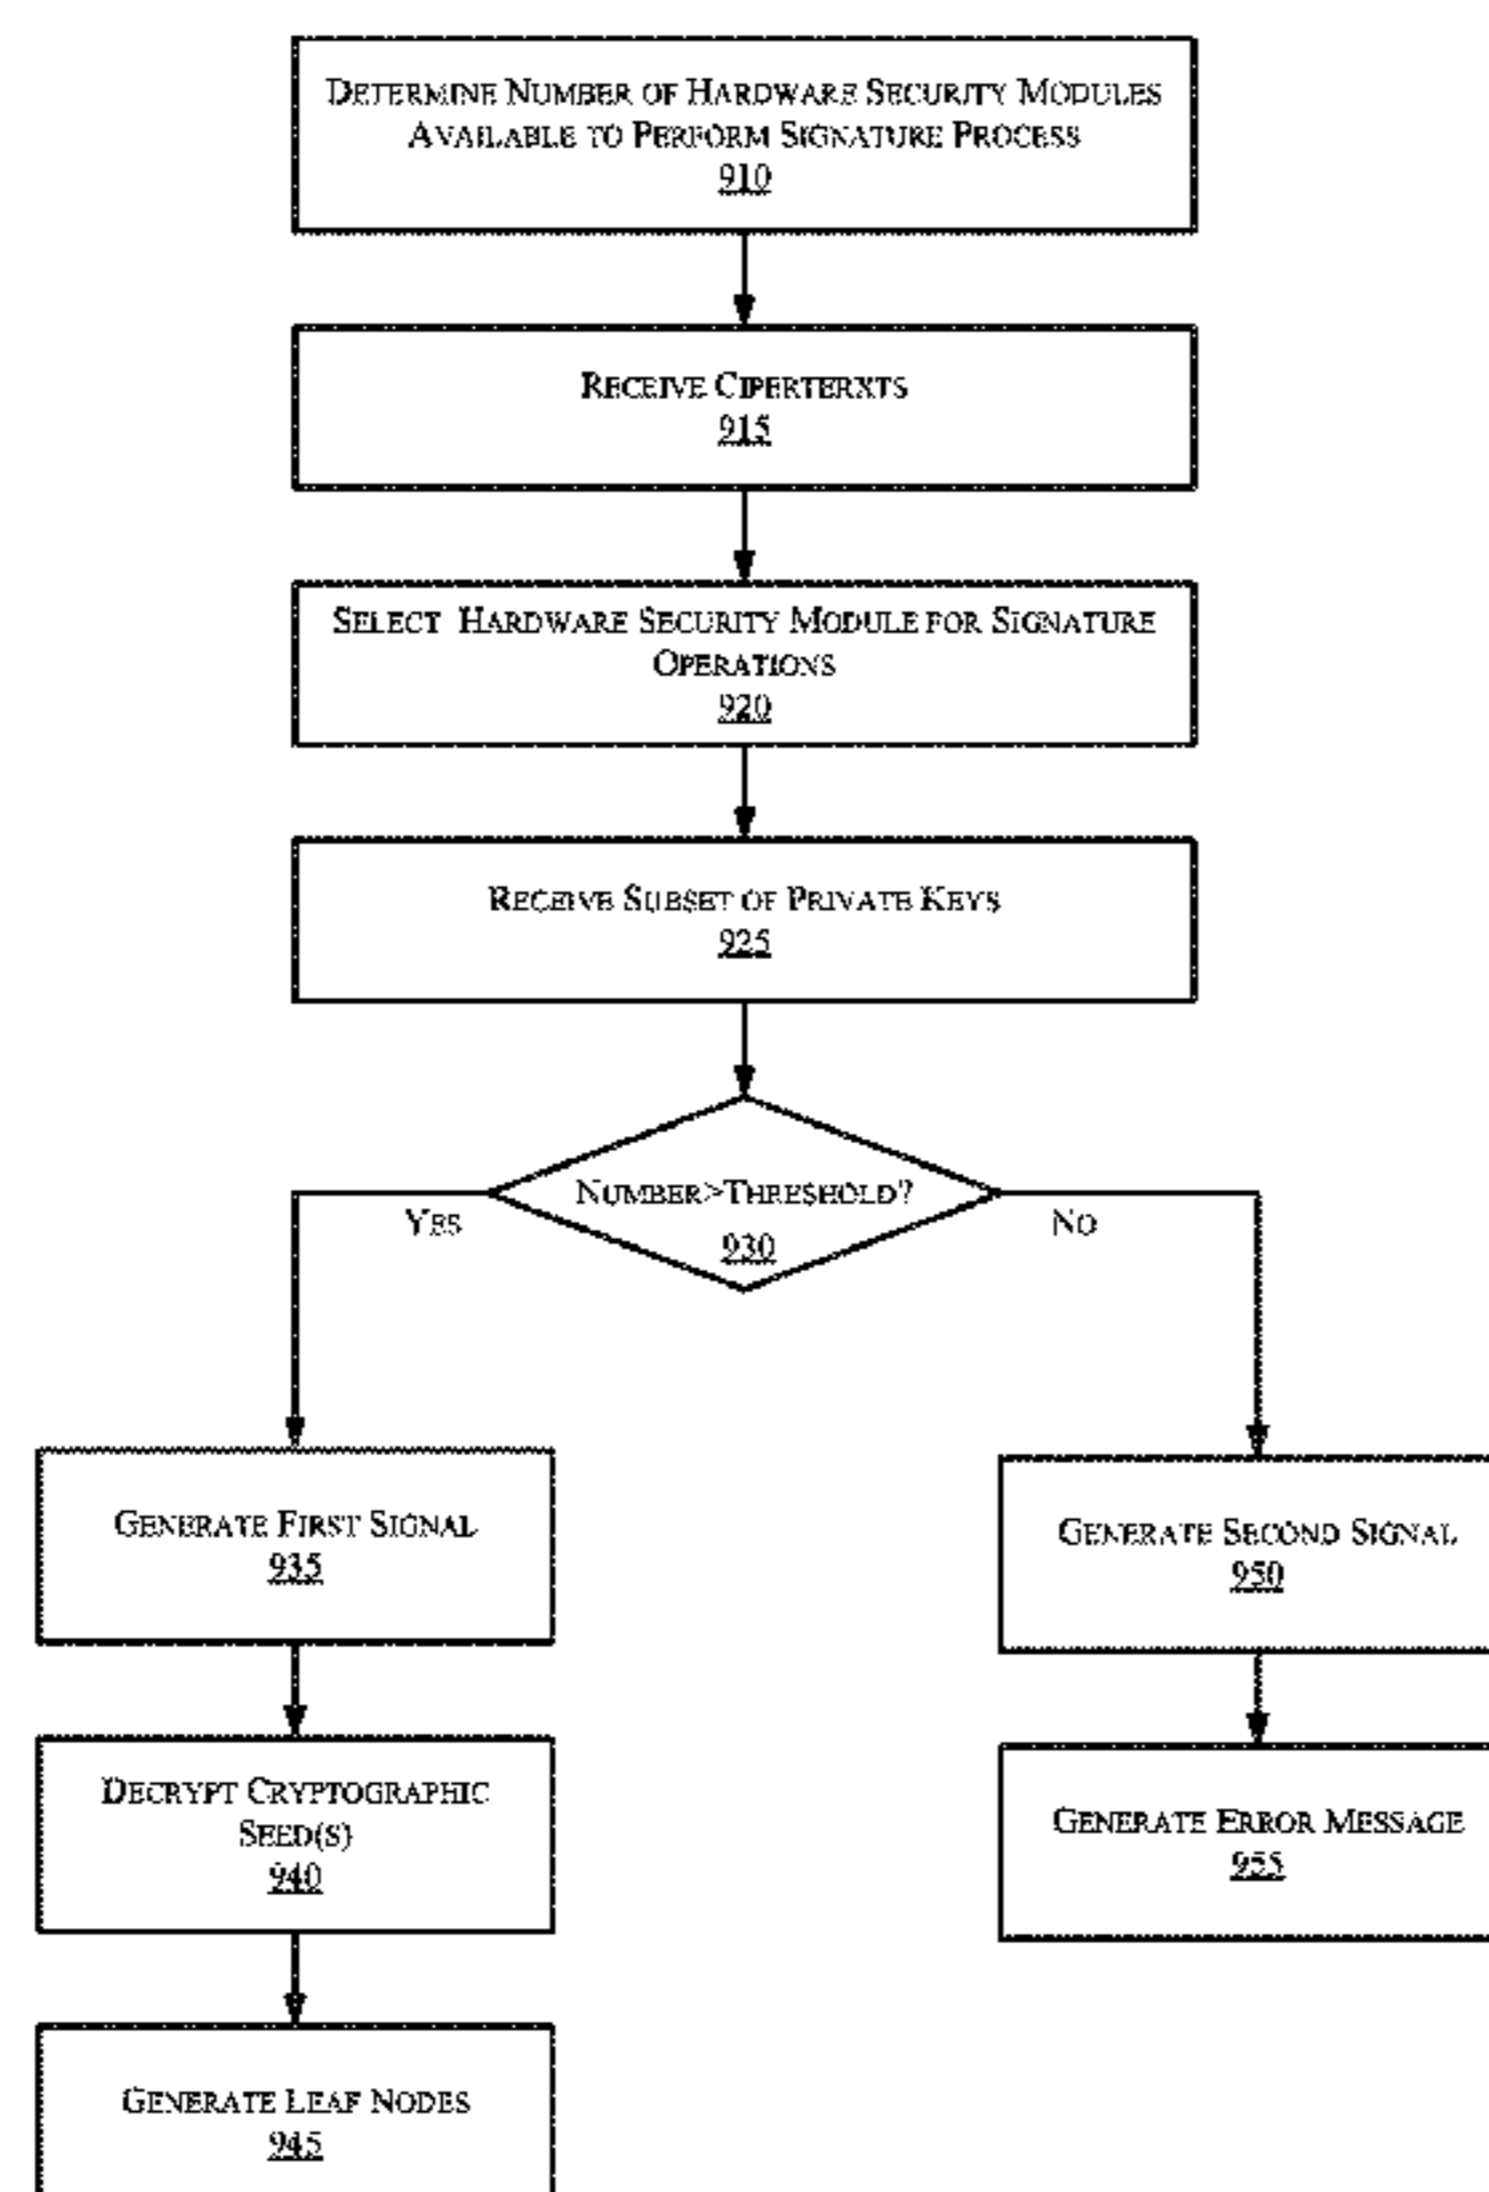 DETERMINE NUMBER OF HARDWARE SECURITY MODULES
AVAILABLE TO PERFORM SIGNATURE PROCESS
910
RECEIVE CIPERTERXTS
915
SELECT HARDWARE SECURITY MODULE FOR SIGNATURE
OPERATIONS
920
RECEIVE SUBSET OF PRIVATE KEYS
925
NUMBER>THRESHOLD?
930
YES
NO
GENERATE FIRST SIGNAL
935
GENERATE SECOND SIGNAL
950
DECRYPT CRYPTOGRAPHIC
SEED(S)
940
GENERATE ERROR MESSAGE
955
GENERATE LEAF NODES
945